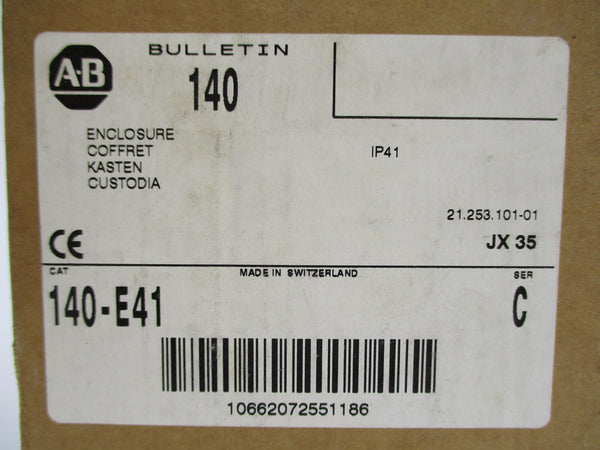 A-B
BULLETIN
140
ENCLOSURE
COFFRET
KASTEN
CUSTODIA
IP41
21.253.101-01
CE
JX 35
CAT
MADE IN SWITZERLAND
SER
140-E41
C
10662072551186